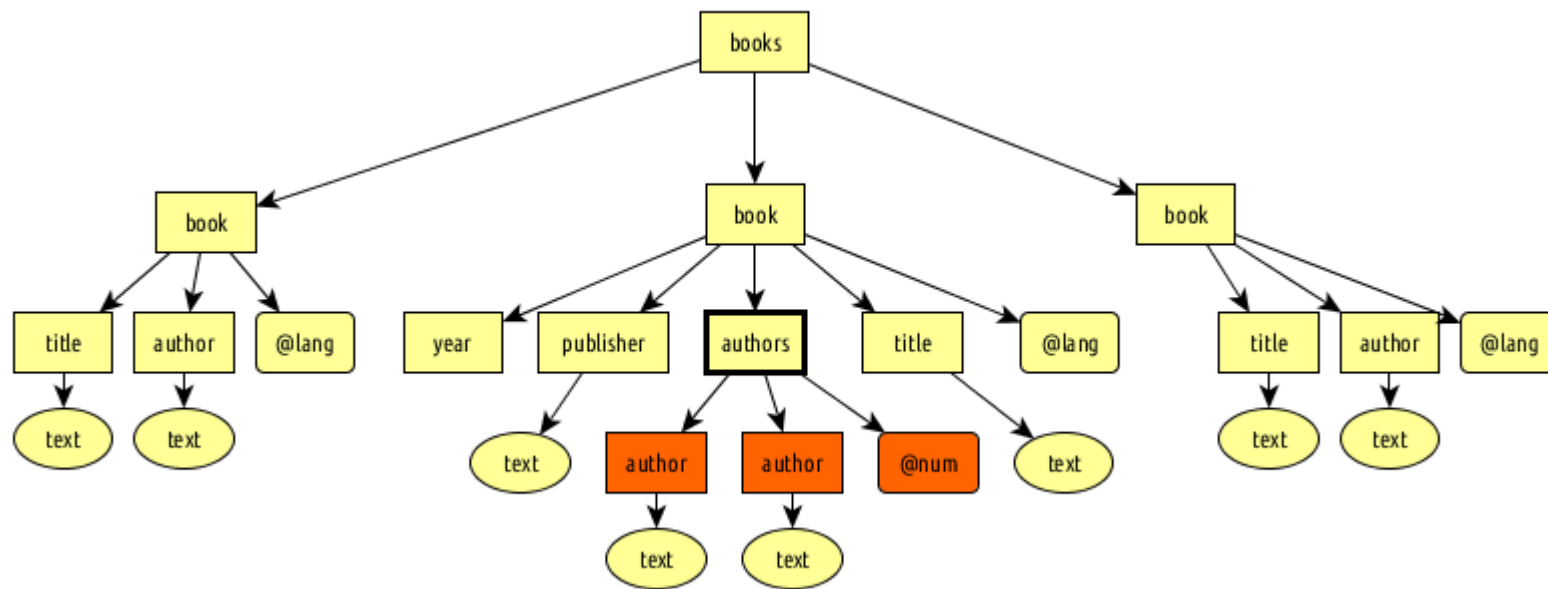 books
book
book
book
title
author
@lang
year
publisher
authors
title
@lang
title
author
@lang
text
text
text
author
author
@num
text
text
text
text
text